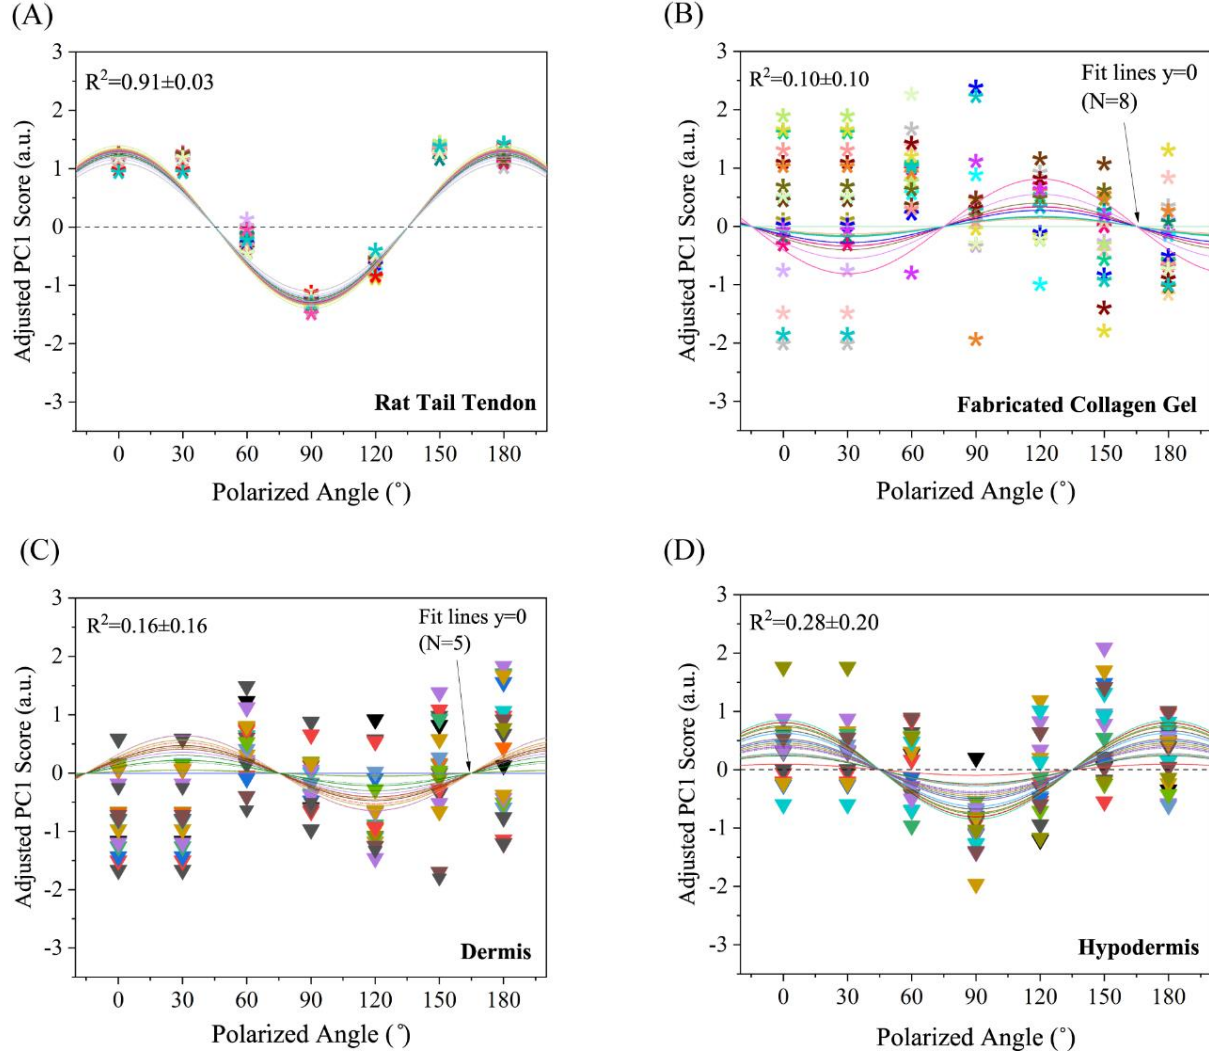 (A)
R²=0.91±0.03
Adjusted PC1 Score (a.u.)
3
2
1
0
-1
-2
-3
Rat Tail Tendon
0 30 60 90 120 150 180
Polarized Angle (°)
(B)
R²=0.10±0.10
Fit lines y=0
(N=8)
Adjusted PC1 Score (a.u.)
3
2
1
0
-1
-2
-3
Fabricated Collagen Gel
0 30 60 90 120 150 180
Polarized Angle (°)
(C)
R²=0.16±0.16
Fit lines y=0
(N=5)
Adjusted PC1 Score (a.u.)
3
2
1
0
-1
-2
-3
Dermis
0 30 60 90 120 150 180
Polarized Angle (°)
(D)
R²=0.28±0.20
Adjusted PC1 Score (a.u.)
3
2
1
0
-1
-2
-3
Hypodermis
0 30 60 90 120 150 180
Polarized Angle (°)